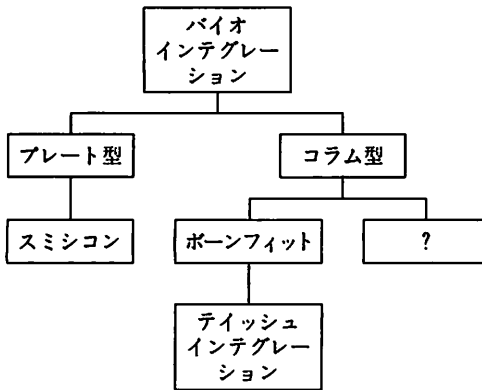 バイオ
インテグレー
ション
プレート型
コラム型
スミシコン
ボーンフィット
?
テイッシュ
インテグレー
ション